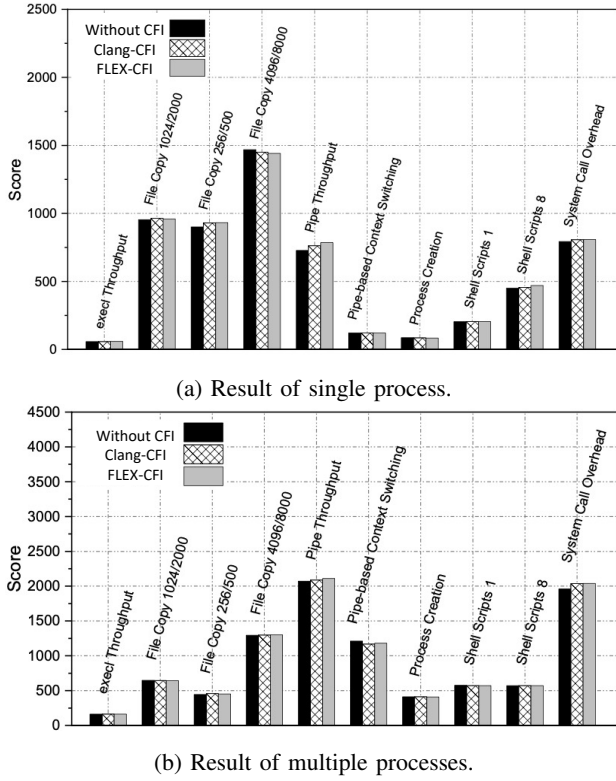 2500
2000
1500
1000
500
0
Score
Without CFI
Clang-CFI
FLEX-CFI
execl Throughput
File Copy 1024/2000
File Copy 256/500
File Copy 4096/8000
Pipe Throughput
Pipe-based Context Switching
Process Creation
Shell Scripts 1
Shell Scripts 8
System Call Overhead
(a) Result of single process.
4500
4000
3500
3000
2500
2000
1500
1000
500
0
Score
Without CFI
Clang-CFI
FLEX-CFI
execl Throughput
File Copy 1024/2000
File Copy 256/500
File Copy 4096/8000
Pipe Throughput
Pipe-based Context Switching
Process Creation
Shell Scripts 1
Shell Scripts 8
System Call Overhead
(b) Result of multiple processes.